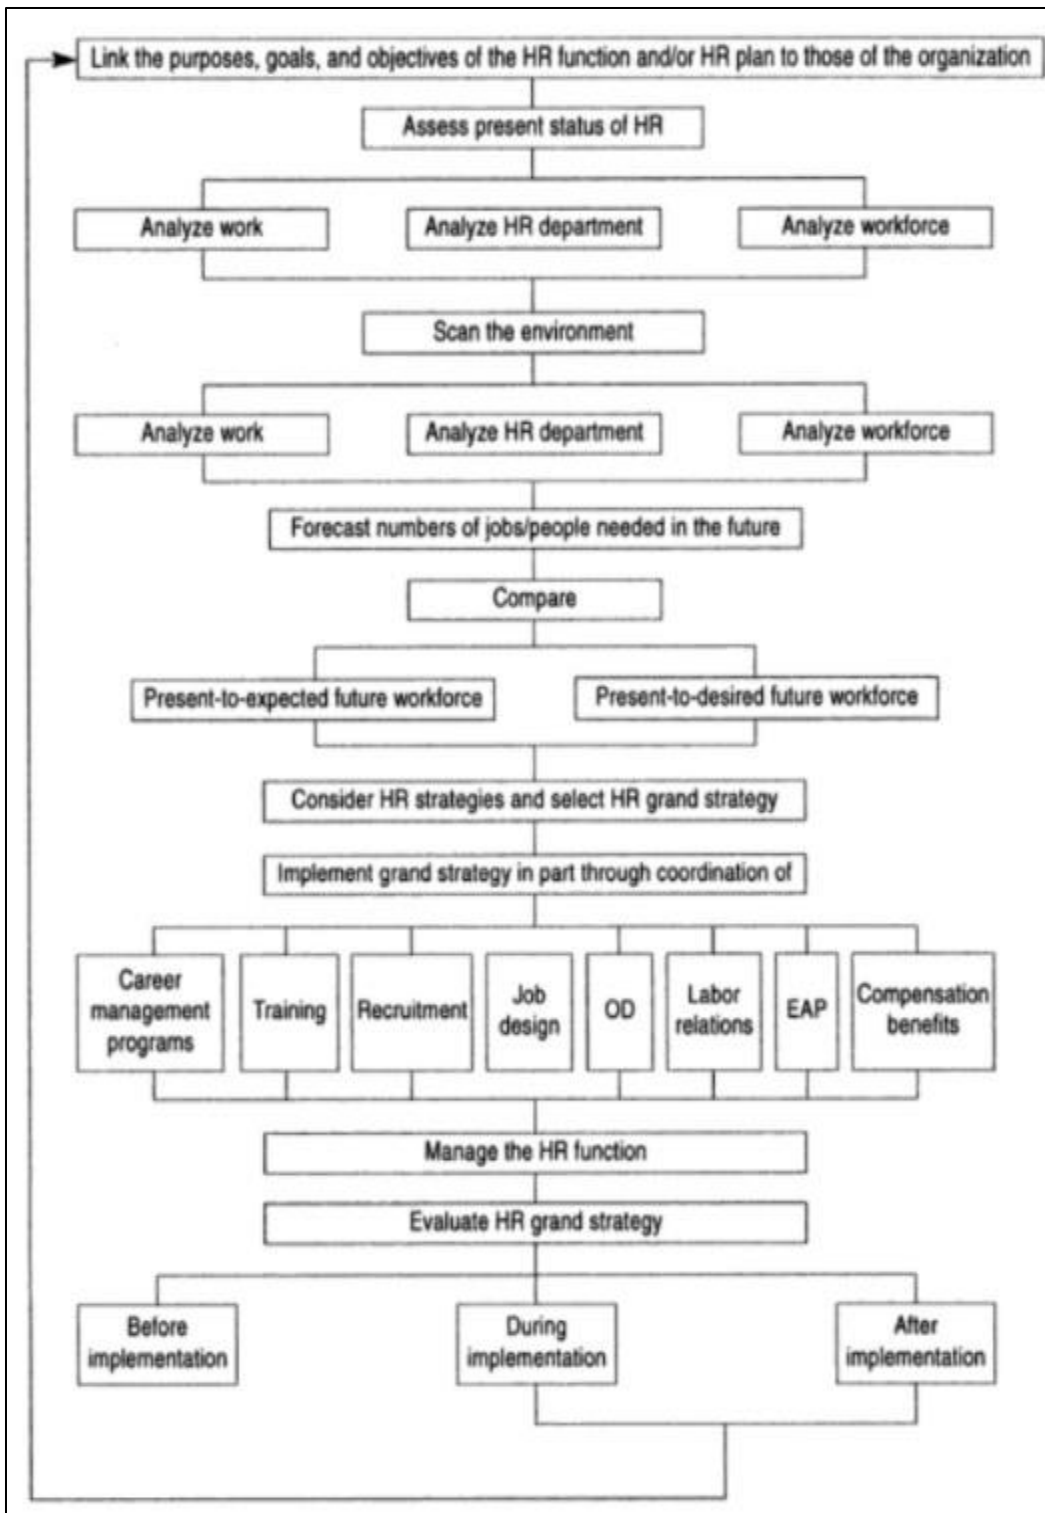 Link the purposes, goals, and objectives of the HR function and/or HR plan to those of the organization
Assess present status of HR
Analyze work
Analyze HR department
Analyze workforce
Scan the environment
Analyze work
Analyze HR department
Analyze workforce
Forecast numbers of jobs/people needed in the future
Compare
Present-to-expected future workforce
Present-to-desired future workforce
Consider HR strategies and select HR grand strategy
Implement grand strategy in part through coordination of
Career
management
programs
Training
Recruitment
Job
design
OD
Labor
relations
EAP
Compensation
benefits
Manage the HR function
Evaluate HR grand strategy
Before
implementation
During
implementation
After
implementation